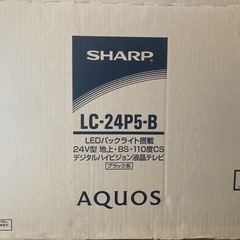 SHARP
LC-24P5-B
LEDバックライト搭載
24V型 地上・BS・110度CS
デジタルハイビジョン液晶テレビ
ブラック系
AQUOS